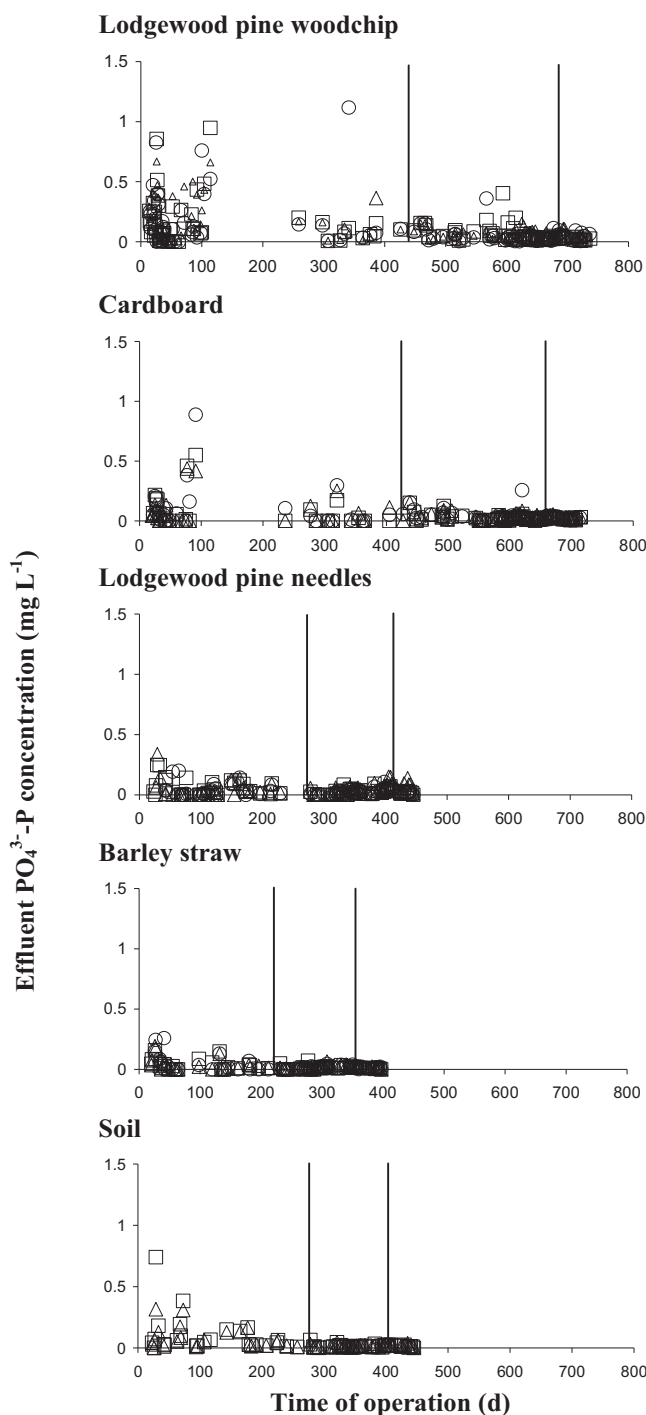 Lodgewood pine woodchip
1.5
1
0.5
0
0 100 200 300 400 500 600 700 800
Cardboard
1.5
1
0.5
0
0 100 200 300 400 500 600 700 800
Lodgewood pine needles
1.5
1
0.5
0
0 100 200 300 400 500 600 700 800
Barley straw
1.5
1
0.5
0
0 100 200 300 400 500 600 700 800
Soil
1.5
1
0.5
0
0 100 200 300 400 500 600 700 800
Effluent PO₄³⁻-P concentration (mg L⁻¹)
Time of operation (d)